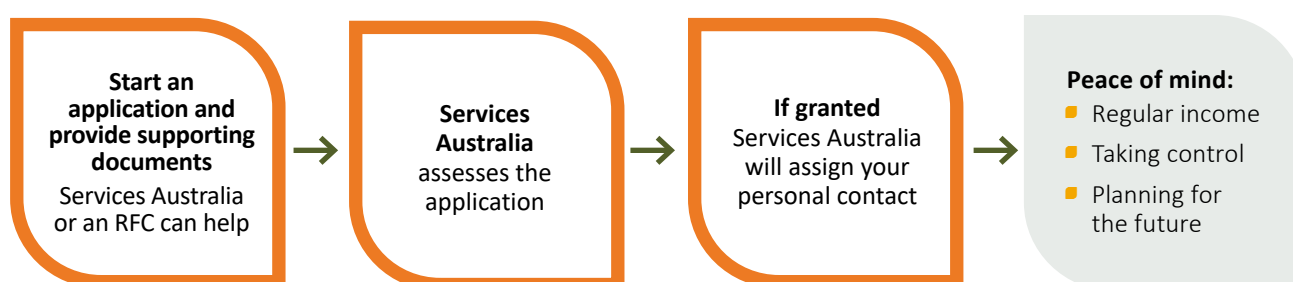 Start an
application and
provide supporting
documents
Services Australia
or an RFC can help
Services
Australia
assesses the
application
If granted
Services Australia
will assign your
personal contact
Peace of mind:
Regular income
Taking control
Planning for
the future